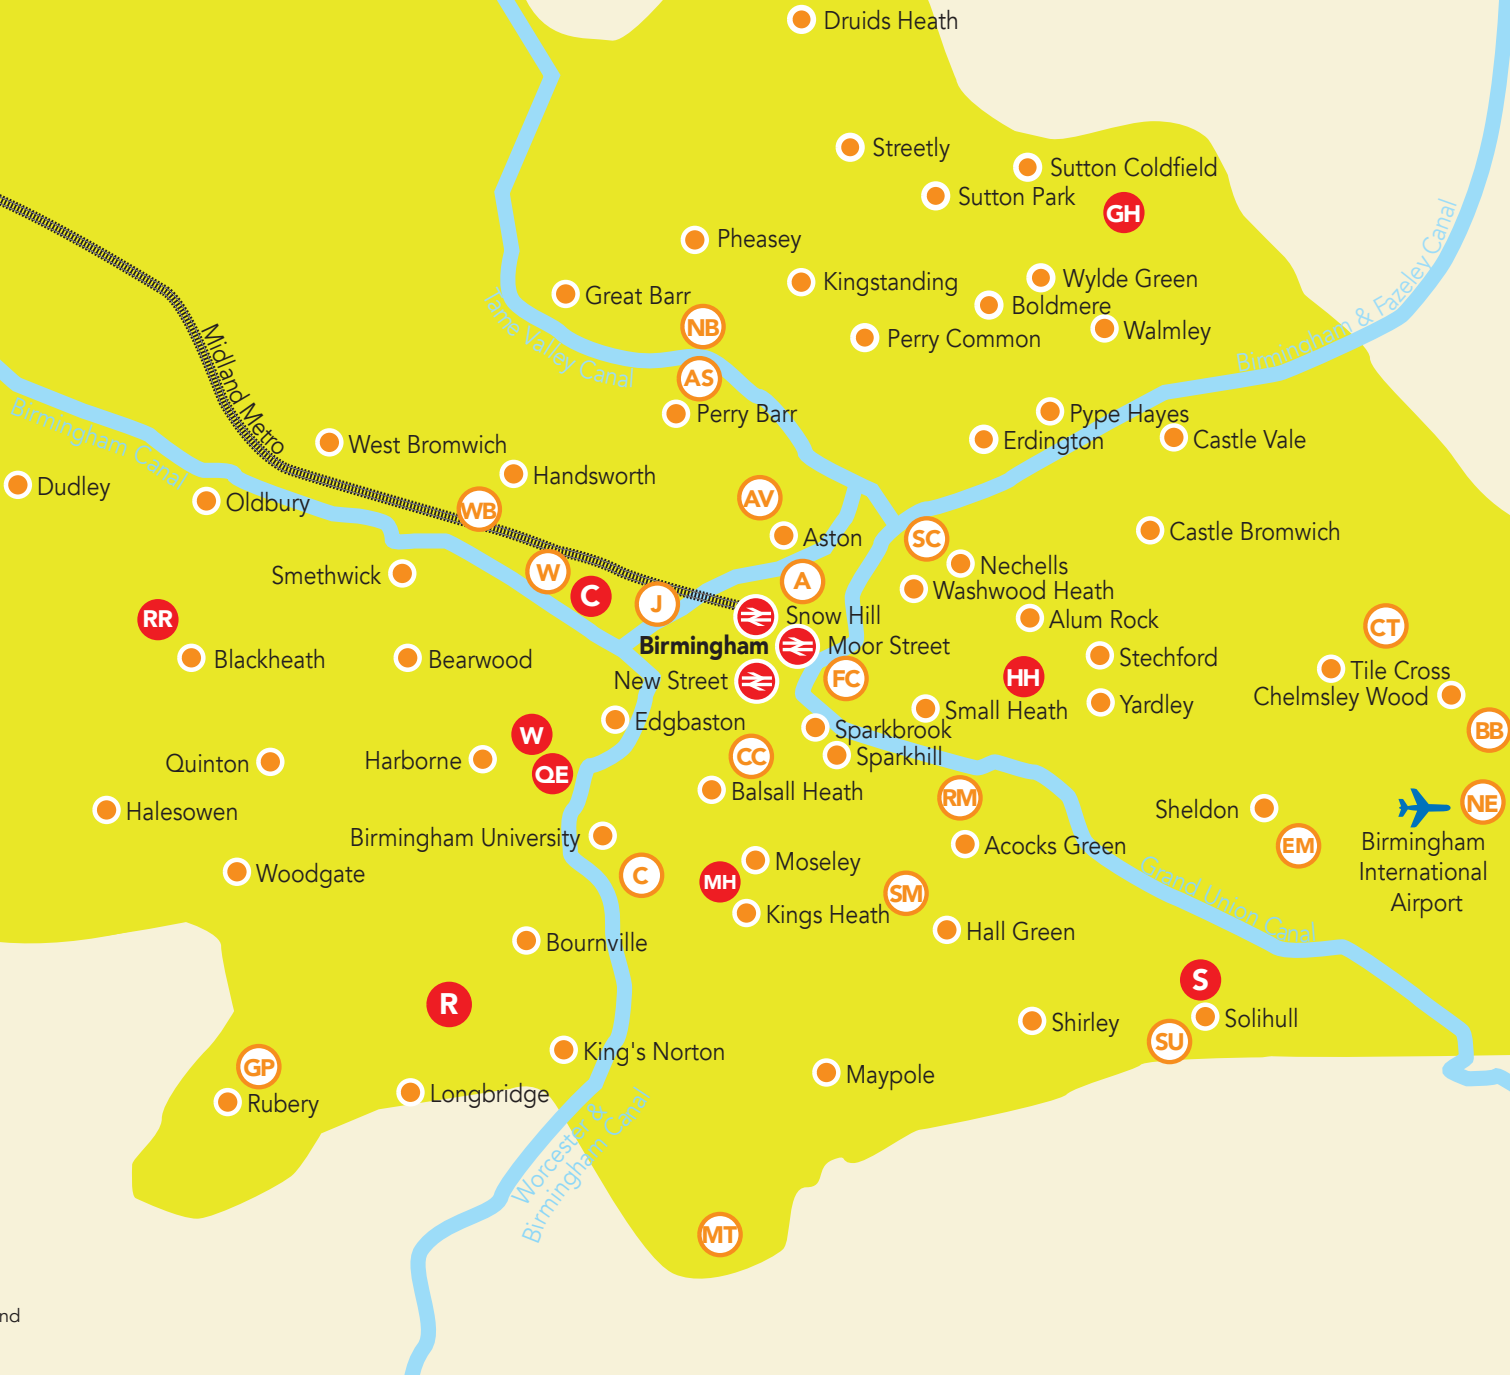 Druids Heath
Streetly
Sutton Coldfield
Sutton Park
GH
Pheasey
Kingstanding
Wylde Green
Great Barr
Boldmere
NB
Walmley
Perry Common
Tame Valley Canal
Birmingham & Fazeley Canal
AS
Midland Metro
Perry Barr
Pype Hayes
Birmingham Canal
West Bromwich
Erdington
Castle Vale
Handsworth
Dudley
Oldbury
AV
WB
Castle Bromwich
Aston
SC
Nechells
Smethwick
W
A
Washwood Heath
C
J
RR
Snow Hill
Alum Rock
CT
Birmingham
Moor Street
Blackheath
Bearwood
Stechford
Tile Cross
New Street
FC
HH
Chelmsley Wood
Small Heath
Yardley
Edgbaston
Sparkbrook
BB
W
CC
Sparkhill
Quinton
Harborne
QE
Balsall Heath
RM
NE
Halesowen
Sheldon
Birmingham University
Acocks Green
EM
Birmingham
International
Airport
Woodgate
C
MH
Moseley
SM
Grand Union Canal
Kings Heath
Hall Green
Bournville
S
R
Shirley
Solihull
SU
King's Norton
GP
Maypole
Rubery
Longbridge
Worcester &
Birmingham Canal
MT
nd